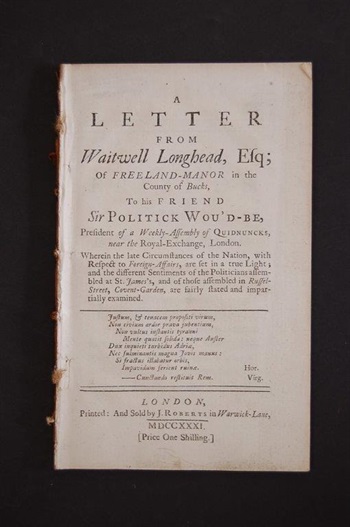 A
LETTER
FROM
Waitwell Longhead, Esq;
Of FREELAND-MANOR in the
County of Bucks,
To his FRIEND
Sir POLITICK WOU'D-BE,
President of a Weekly-Assembly of QUIDNUNCKS,
near the Royal-Exchange, London.
Wherein the late Circumstances of the Nation, with
Respect to Foreign-Affairs, are set in a true Light;
and the different Sentiments of the Politicians assem-
bled at St. James's, and of those assembled in Russel-
Street, Covent-Garden, are fairly stated and impar-
tially examined.
Justum, & tenacem propositi virum,
Non civium ardor prava jubentium,
Non vultus instantis tyranni
Mente quatit solida: neque Auster
Dux inquieti turbidus Adriæ,
Nec fulminantis magna Jovis manus:
Si fractus illabatur orbis,
Impavidum ferient ruinæ. Hor.
——Cunctando restituit Rem. Virg.
LONDON,
Printed: And Sold by J. ROBERTS in Warwick-Lane,
MDCCXXXI.
[Price One Shilling.]